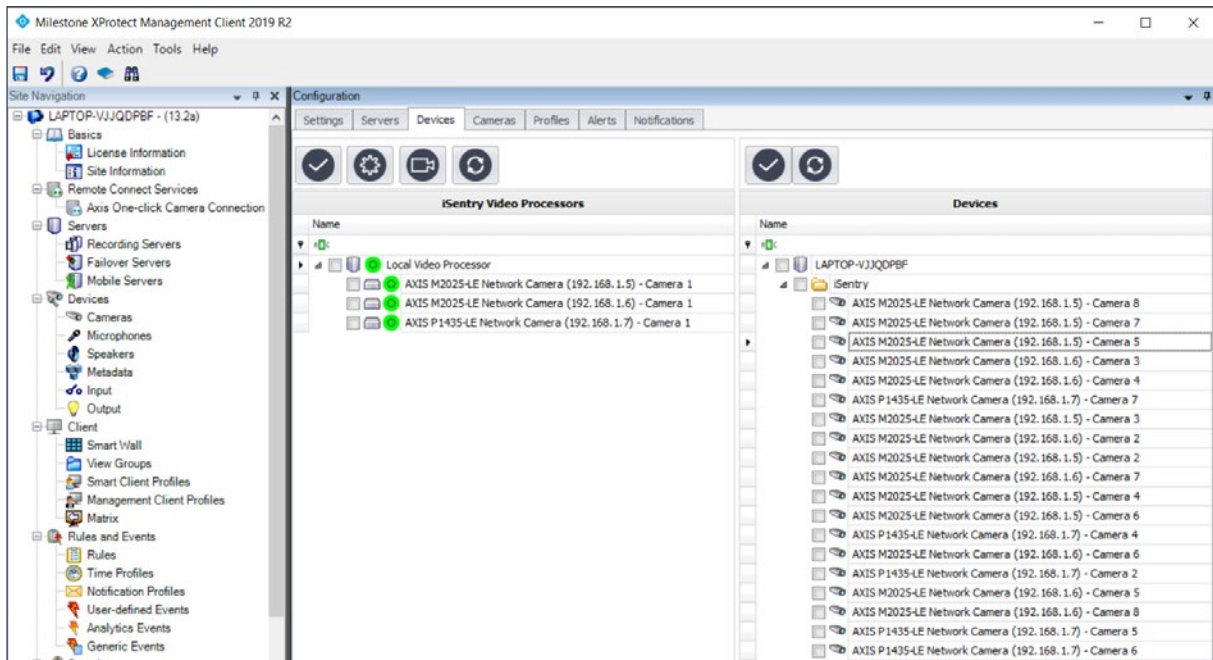 Milestone XProtect Management Client 2019 R2
File Edit View Action Tools Help
Site Navigation
LAPTOP-VJJQDPBF - (13.2a)
Basics
License Information
Site Information
Remote Connect Services
Axis One-click Camera Connection
Servers
Recording Servers
Failover Servers
Mobile Servers
Devices
Cameras
Microphones
Speakers
Metadata
Input
Output
Client
Smart Wall
View Groups
Smart Client Profiles
Management Client Profiles
Matrix
Rules and Events
Rules
Time Profiles
Notification Profiles
User-defined Events
Analytics Events
Generic Events
Configuration
Settings Servers Devices Cameras Profiles Alerts Notifications
iSentry Video Processors
Name
Local Video Processor
AXIS M2025-LE Network Camera (192.168.1.5) - Camera 1
AXIS M2025-LE Network Camera (192.168.1.6) - Camera 1
AXIS P1435-LE Network Camera (192.168.1.7) - Camera 1
Devices
Name
LAPTOP-VJJQDPBF
iSentry
AXIS M2025-LE Network Camera (192.168.1.5) - Camera 8
AXIS M2025-LE Network Camera (192.168.1.5) - Camera 7
AXIS M2025-LE Network Camera (192.168.1.5) - Camera 5
AXIS M2025-LE Network Camera (192.168.1.6) - Camera 3
AXIS M2025-LE Network Camera (192.168.1.6) - Camera 4
AXIS P1435-LE Network Camera (192.168.1.7) - Camera 7
AXIS M2025-LE Network Camera (192.168.1.5) - Camera 3
AXIS M2025-LE Network Camera (192.168.1.6) - Camera 2
AXIS M2025-LE Network Camera (192.168.1.5) - Camera 2
AXIS M2025-LE Network Camera (192.168.1.6) - Camera 7
AXIS M2025-LE Network Camera (192.168.1.5) - Camera 4
AXIS M2025-LE Network Camera (192.168.1.5) - Camera 6
AXIS P1435-LE Network Camera (192.168.1.7) - Camera 4
AXIS M2025-LE Network Camera (192.168.1.6) - Camera 6
AXIS P1435-LE Network Camera (192.168.1.7) - Camera 2
AXIS M2025-LE Network Camera (192.168.1.6) - Camera 5
AXIS M2025-LE Network Camera (192.168.1.6) - Camera 8
AXIS P1435-LE Network Camera (192.168.1.7) - Camera 5
AXIS P1435-LE Network Camera (192.168.1.7) - Camera 6